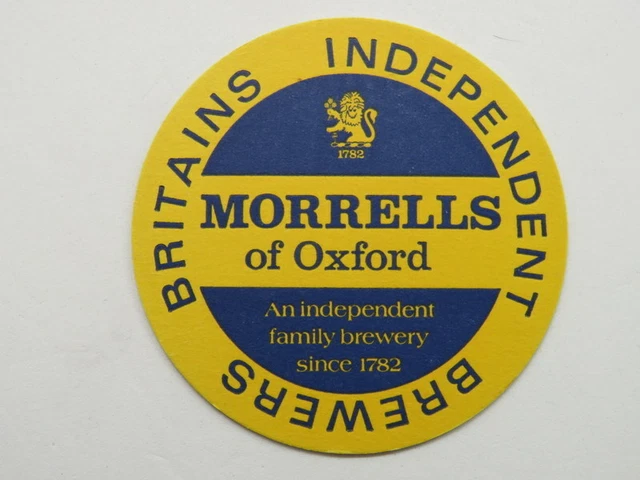 BRITAINS INDEPENDENT
1782
MORRELLS
of Oxford
An independent
family brewery
since 1782
BREWERS